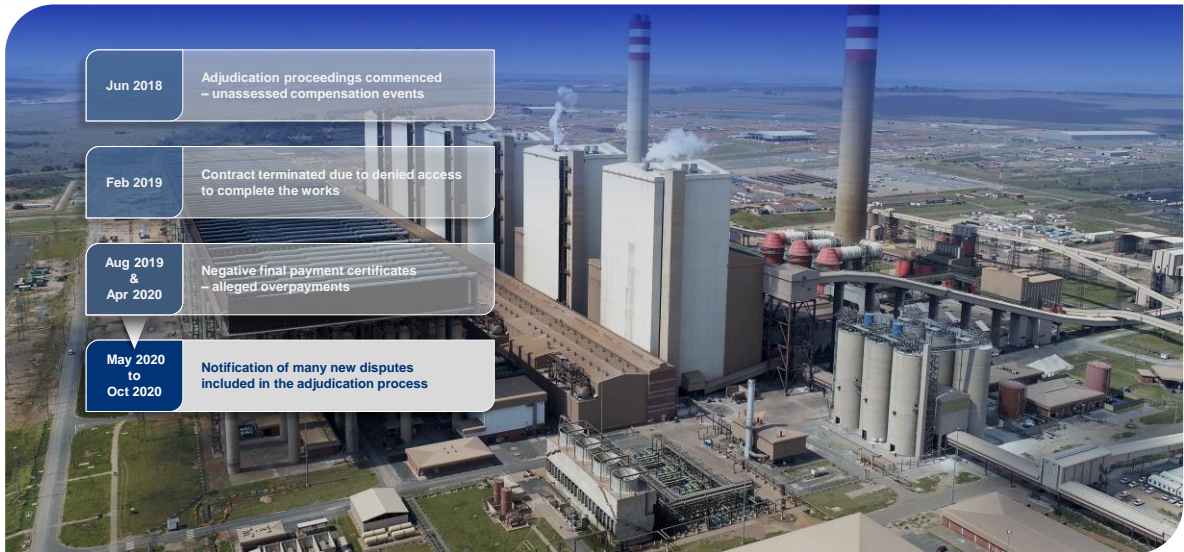 Jun 2018
Adjudication proceedings commenced
– unassessed compensation events
Feb 2019
Contract terminated due to denied access
to complete the works
Aug 2019
&
Apr 2020
Negative final payment certificates
– alleged overpayments
May 2020
to
Oct 2020
Notification of many new disputes
included in the adjudication process